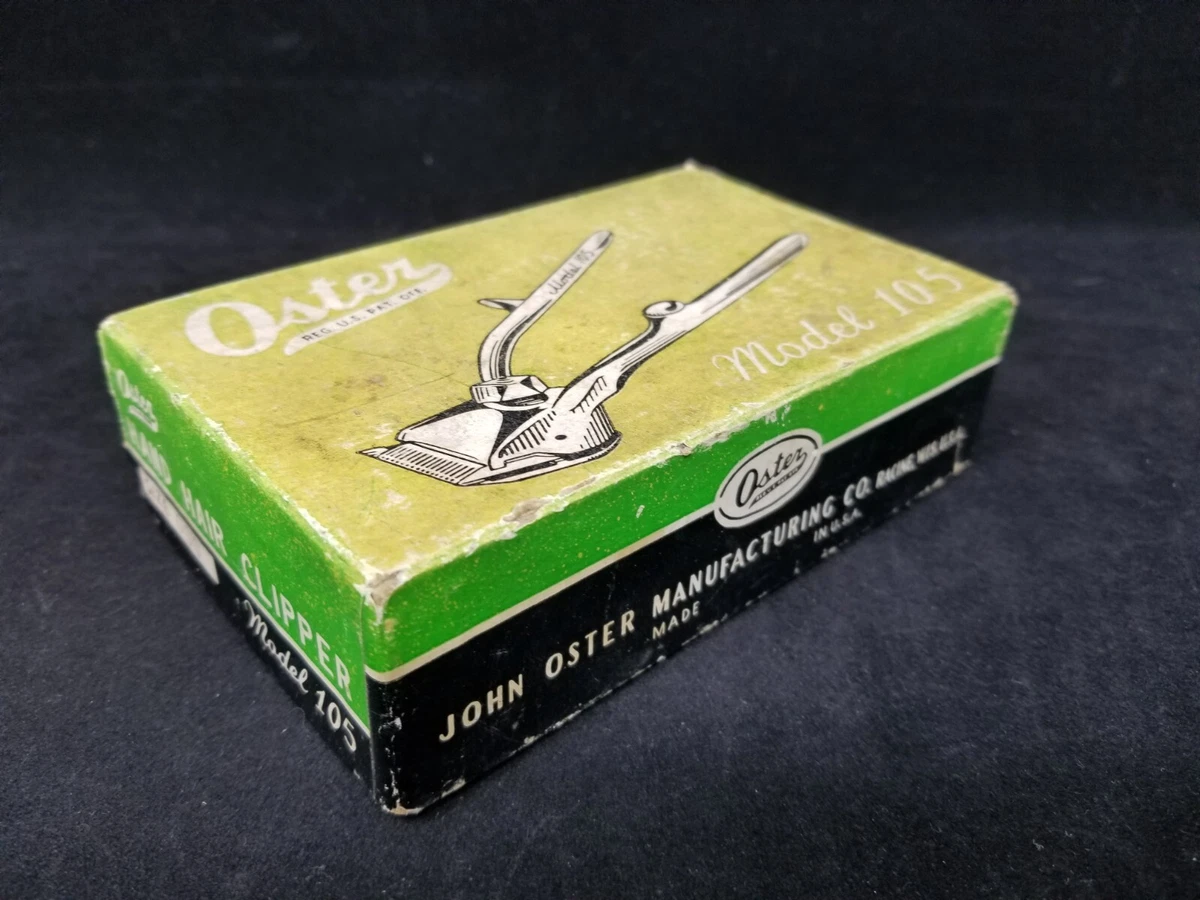 Oster
REG. U.S. PAT. OFF.
Model 105
Model 105
Oster
HAND HAIR CLIPPER
Model 105
Oster
JOHN OSTER MANUFACTURING CO. RACINE, WIS. U.S.A.
MADE IN U.S.A.